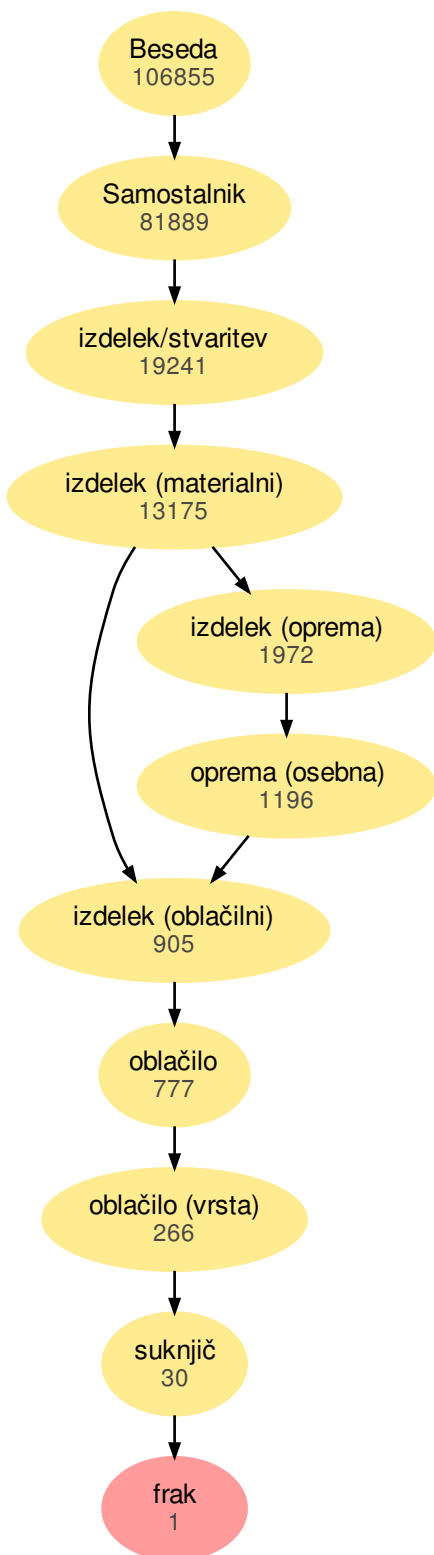 Beseda
106855
Samostalnik
81889
izdelek/stvaritev
19241
izdelek (materialni)
13175
izdelek (oprema)
1972
oprema (osebna)
1196
izdelek (oblačilni)
905
oblačilo
777
oblačilo (vrsta)
266
suknjič
30
frak
1